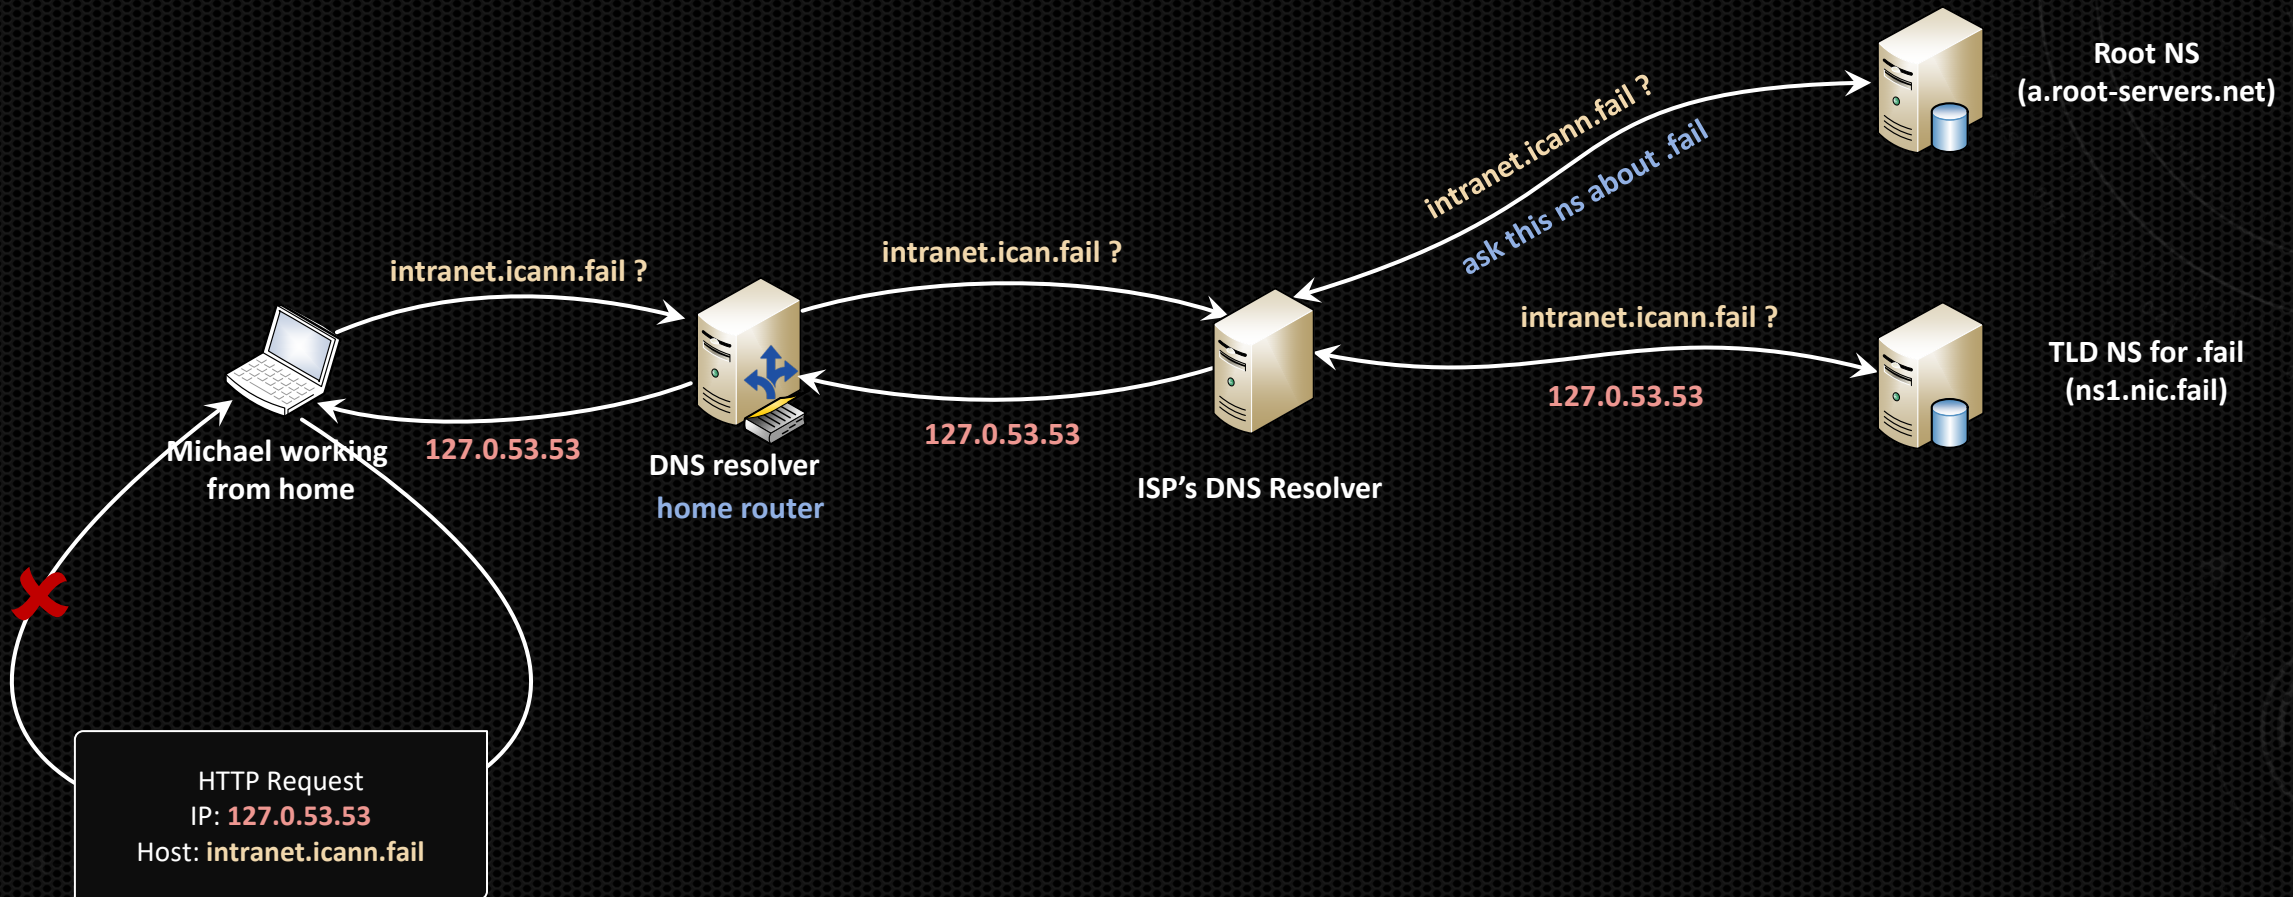 Root NS
(a.root-servers.net)
intranet.icann.fail ?
ask this ns about .fail
intranet.icann.fail ?
intranet.ican.fail ?
intranet.icann.fail ?
127.0.53.53
TLD NS for .fail
(ns1.nic.fail)
Michael working
from home
127.0.53.53
DNS resolver
home router
127.0.53.53
ISP’s DNS Resolver
HTTP Request
IP: 127.0.53.53
Host: intranet.icann.fail